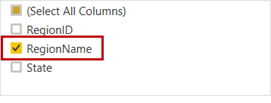 (Select All Columns)
RegionID
RegionName
State